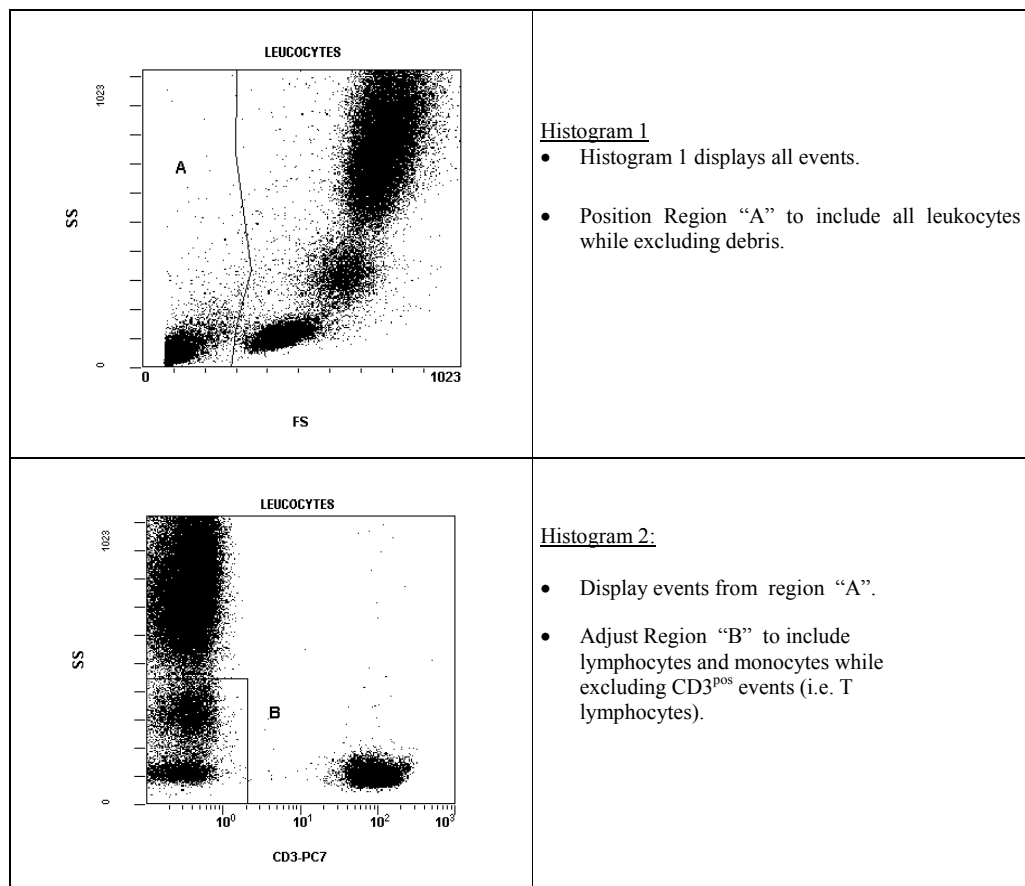 LEUCOCYTES
1023
A
SS
0
0
1023
FS
Histogram 1
● Histogram 1 displays all events.
● Position Region “A” to include all leukocytes
while excluding debris.
LEUCOCYTES
1023
SS
B
0
10⁰
10¹
10²
10³
CD3-PC7
Histogram 2:
● Display events from region “A”.
● Adjust Region “B” to include
lymphocytes and monocytes while
excluding CD3ᵖᵒˢ events (i.e. T
lymphocytes).